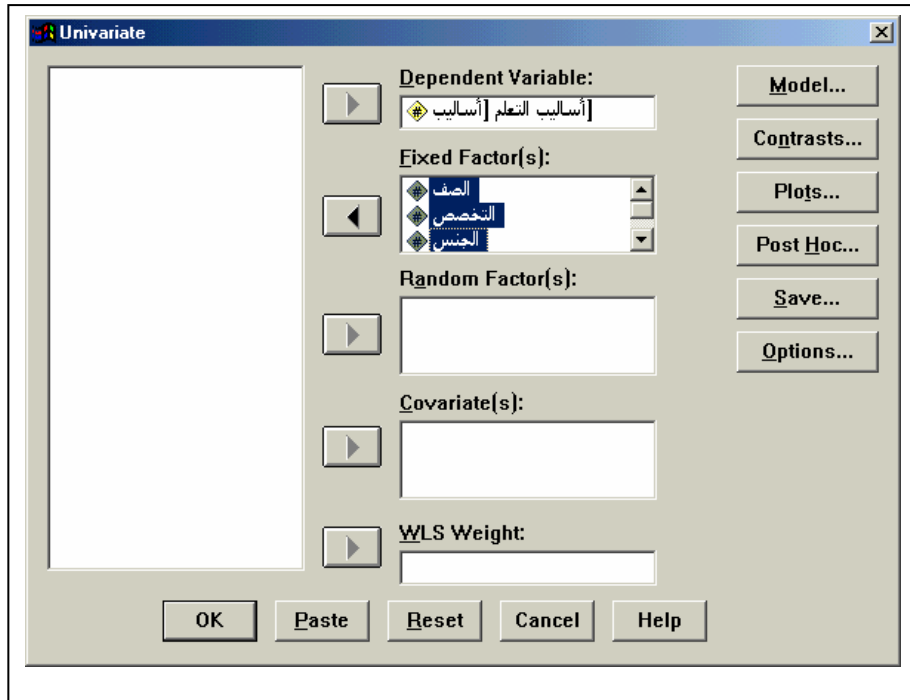 Univariate
Dependent Variable:
أساليب التعلم [أساليب]
Fixed Factor(s):
الصف
التخصص
الجنس
Random Factor(s):
Covariate(s):
WLS Weight:
Model...
Contrasts...
Plots...
Post Hoc...
Save...
Options...
OK
Paste
Reset
Cancel
Help